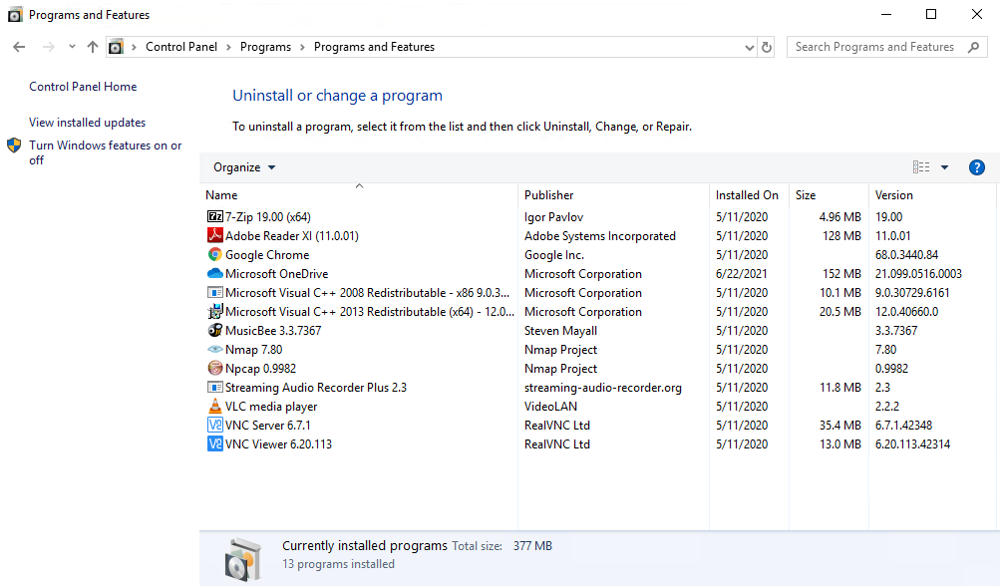 Programs and Features
Control Panel > Programs > Programs and Features
Search Programs and Features
Control Panel Home
View installed updates
Turn Windows features on or
off
Uninstall or change a program
To uninstall a program, select it from the list and then click Uninstall, Change, or Repair.
Organize
Name Publisher Installed On Size Version
7-Zip 19.00 (x64) Igor Pavlov 5/11/2020 4.96 MB 19.00
Adobe Reader XI (11.0.01) Adobe Systems Incorporated 5/11/2020 128 MB 11.0.01
Google Chrome Google Inc. 5/11/2020 68.0.3440.84
Microsoft OneDrive Microsoft Corporation 6/22/2021 152 MB 21.099.0516.0003
Microsoft Visual C++ 2008 Redistributable - x86 9.0.3... Microsoft Corporation 5/11/2020 10.1 MB 9.0.30729.6161
Microsoft Visual C++ 2013 Redistributable (x64) - 12.0... Microsoft Corporation 5/11/2020 20.5 MB 12.0.40660.0
MusicBee 3.3.7367 Steven Mayall 5/11/2020 3.3.7367
Nmap 7.80 Nmap Project 5/11/2020 7.80
Npcap 0.9982 Nmap Project 5/11/2020 0.9982
Streaming Audio Recorder Plus 2.3 streaming-audio-recorder.org 5/11/2020 11.8 MB 2.3
VLC media player VideoLAN 5/11/2020 2.2.2
VNC Server 6.7.1 RealVNC Ltd 5/11/2020 35.4 MB 6.7.1.42348
VNC Viewer 6.20.113 RealVNC Ltd 5/11/2020 13.0 MB 6.20.113.42314
Currently installed programs Total size: 377 MB
13 programs installed